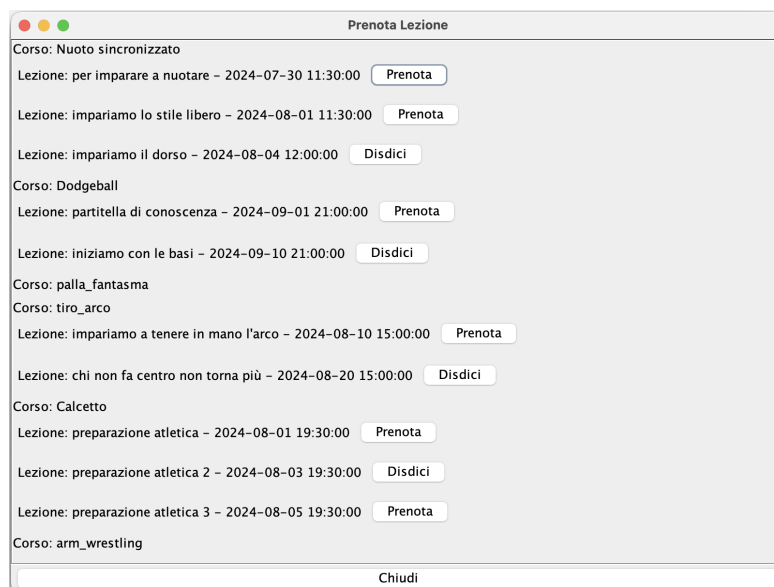 Prenota Lezione
Corso: Nuoto sincronizzato
Lezione: per imparare a nuotare – 2024–07–30 11:30:00 Prenota
Lezione: impariamo lo stile libero – 2024–08–01 11:30:00 Prenota
Lezione: impariamo il dorso – 2024–08–04 12:00:00 Disdici
Corso: Dodgeball
Lezione: partitella di conoscenza – 2024–09–01 21:00:00 Prenota
Lezione: iniziamo con le basi – 2024–09–10 21:00:00 Disdici
Corso: palla_fantasma
Corso: tiro_arco
Lezione: impariamo a tenere in mano l'arco – 2024–08–10 15:00:00 Prenota
Lezione: chi non fa centro non torna più – 2024–08–20 15:00:00 Disdici
Corso: Calcetto
Lezione: preparazione atletica – 2024–08–01 19:30:00 Prenota
Lezione: preparazione atletica 2 – 2024–08–03 19:30:00 Disdici
Lezione: preparazione atletica 3 – 2024–08–05 19:30:00 Prenota
Corso: arm_wrestling
Chiudi